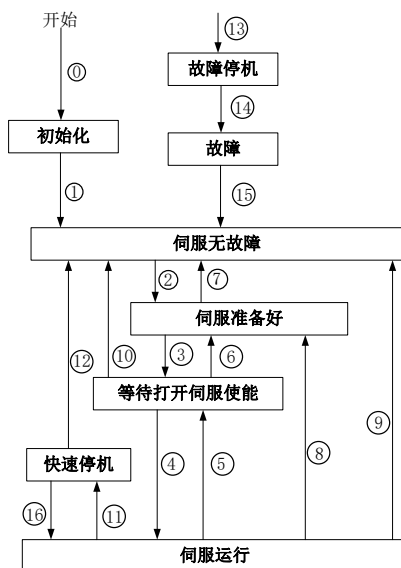 开始
⑬
⓪
故障停机
⑭
初始化
故障
①
⑮
伺服无故障
②
⑦
伺服准备好
⑫
⑩
③
⑥
⑨
等待打开伺服使能
快速停机
④
⑤
⑧
⑯
⑪
伺服运行